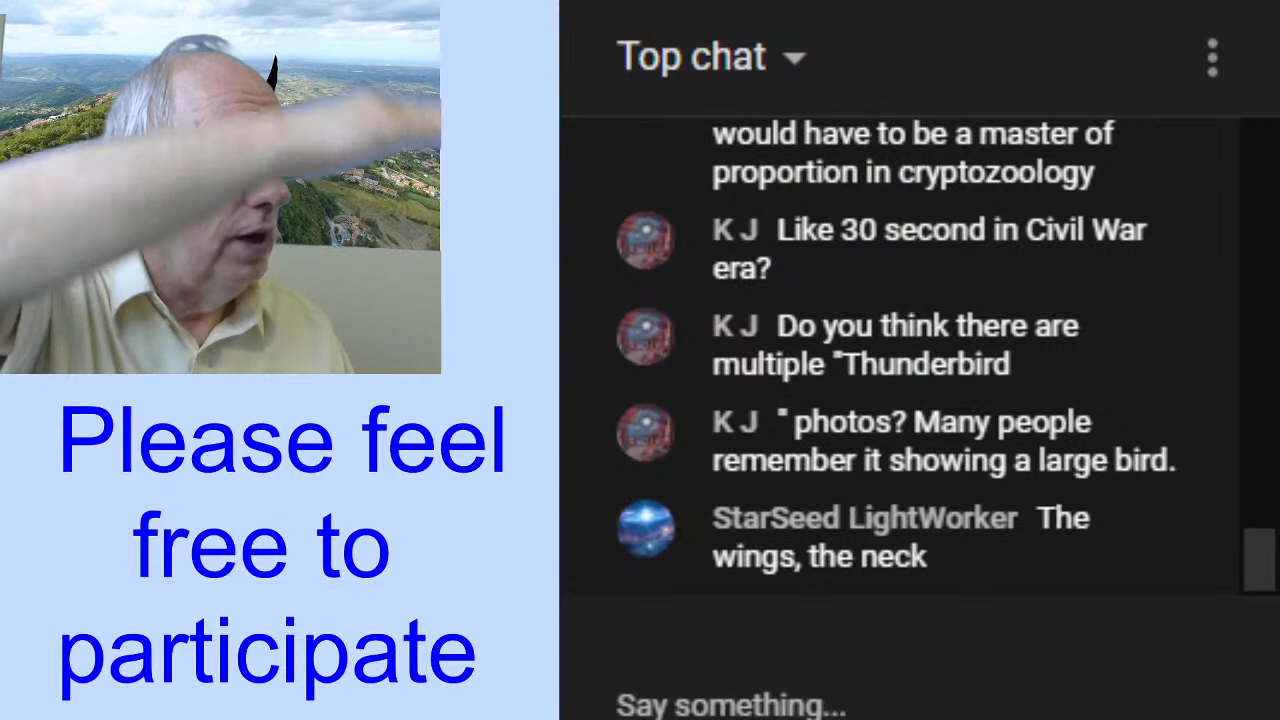 Please feel
free to
participate
Top chat
would have to be a master of
proportion in cryptozoology
K J Like 30 second in Civil War
era?
K J Do you think there are
multiple "Thunderbird
K J " photos? Many people
remember it showing a large bird.
StarSeed LightWorker The
wings, the neck
Say something...